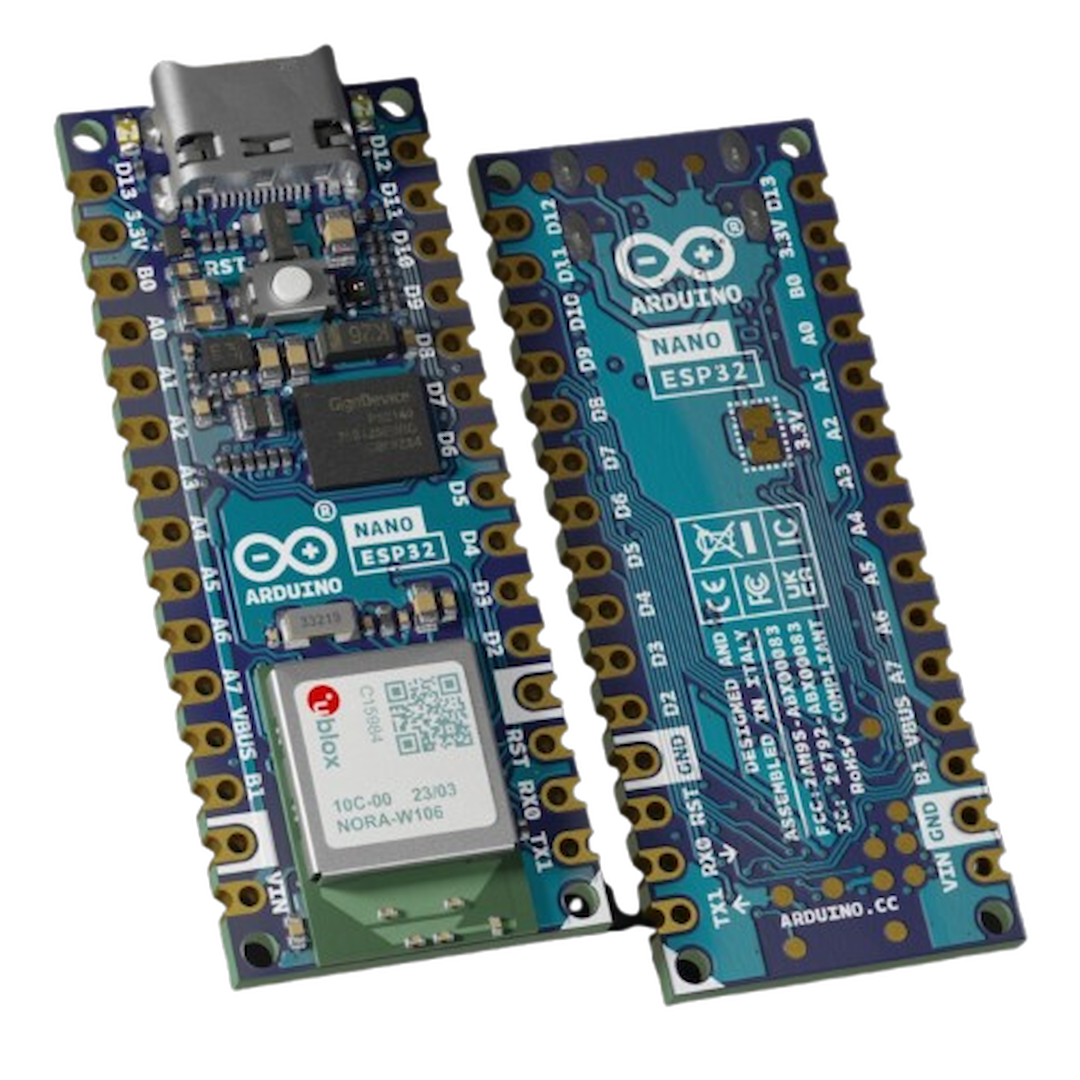 D13
3.3V
B0
A0
A1
A2
A3
A4
A5
A6
A7
VBUS
B1
VIN
D12
D11
D10
D9
D8
D7
D6
D5
D4
D3
D2
RST
RX0
TX1
RST
K26
GigaDevice
®
ARDUINO
NANO
ESP32
33219
ublox
C15984
10C-00 23/03
NORA-W106
D12
D11
D10
D9
D8
D7
D6
D5
D4
D3
D2
GND
RST
RX0
TX1
D13
3.3V
B0
A0
A1
A2
A3
A4
A5
A6
A7
VBUS
B1
GND
VIN
®
ARDUINO
NANO
ESP32
3.3V
IC
CE
FC
UK
CA
DESIGNED AND
ASSEMBLED IN ITALY
FCC: 2AN9S-ABX00083
IC: 26792-ABX00083
ROHS COMPLIANT
ARDUINO.CC